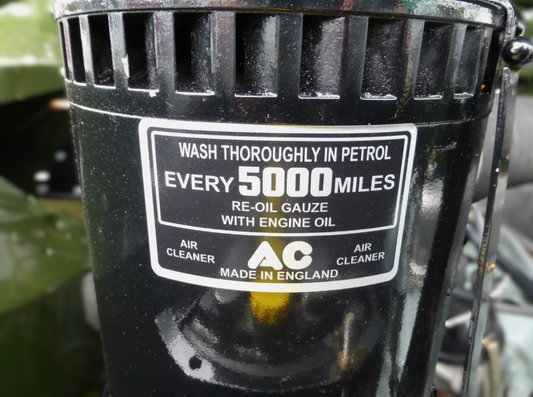 WASH THOROUGHLY IN PETROL
EVERY 5000 MILES
RE-OIL GAUZE
WITH ENGINE OIL
AIR CLEANER
AC
AIR CLEANER
MADE IN ENGLAND